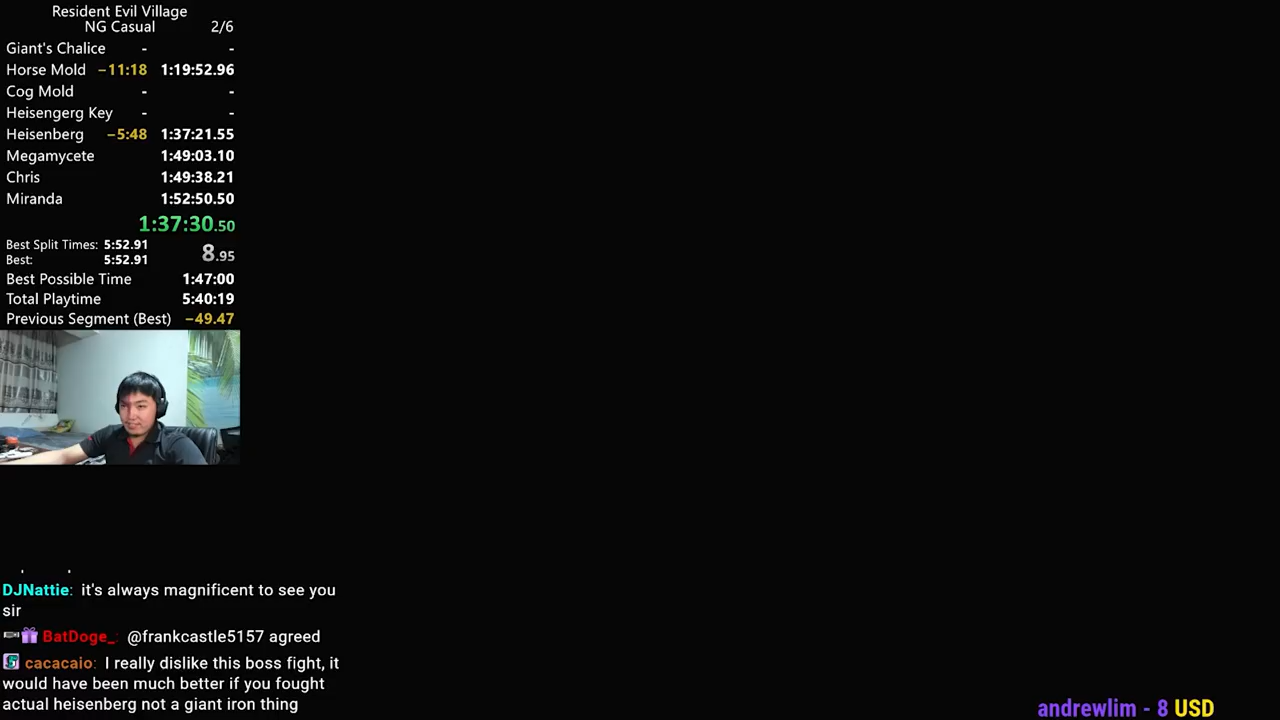 Resident Evil Village
NG Casual 2/6
Giant's Chalice - -
Horse Mold −11:18 1:19:52.96
Cog Mold - -
Heisengerg Key - -
Heisenberg −5:48 1:37:21.55
Megamycete 1:49:03.10
Chris 1:49:38.21
Miranda 1:52:50.50
1:37:30.50
Best Split Times: 5:52.91
Best: 5:52.91
8.95
Best Possible Time 1:47:00
Total Playtime 5:40:19
Previous Segment (Best) −49.47
DJNattie: it's always magnificent to see you
sir
BatDoge_: @frankcastle5157 agreed
cacacaio: I really dislike this boss fight, it
would have been much better if you fought
actual heisenberg not a giant iron thing
andrewlim - 8 USD